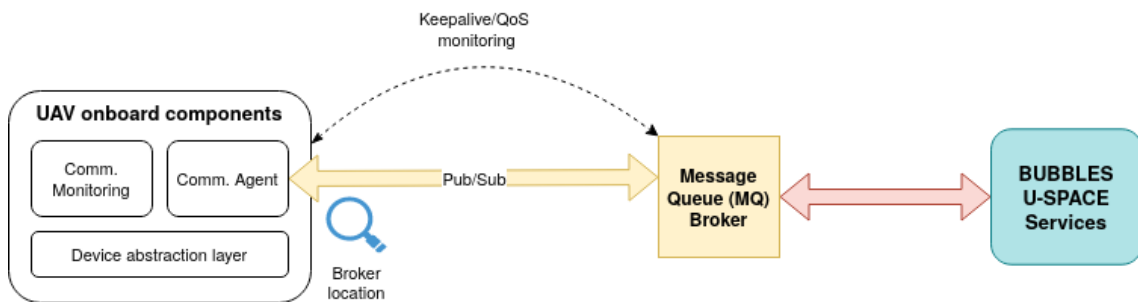 Keepalive/QoS
monitoring
UAV onboard components
Comm.
Monitoring
Comm. Agent
Device abstraction layer
Pub/Sub
Broker
location
Message
Queue (MQ)
Broker
BUBBLES
U-SPACE
Services